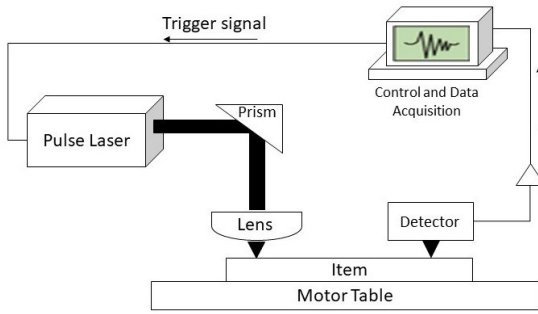 Trigger signal
Control and Data
Acquisition
Prism
Pulse Laser
Lens
Detector
Item
Motor Table